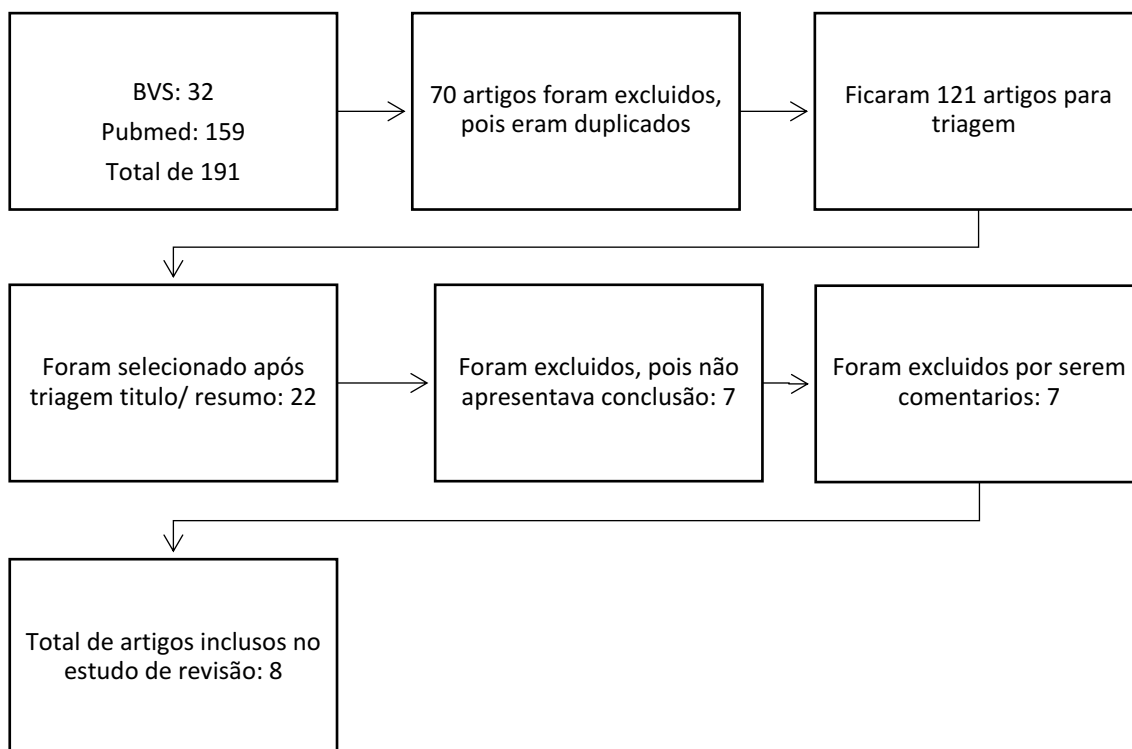 BVS: 32
Pubmed: 159
Total de 191
70 artigos foram excluidos,
pois eram duplicados
Ficaram 121 artigos para
triagem
Foram selecionado após
triagem titulo/ resumo: 22
Foram excluidos, pois não
apresentava conclusão: 7
Foram excluidos por serem
comentarios: 7
Total de artigos inclusos no
estudo de revisão: 8